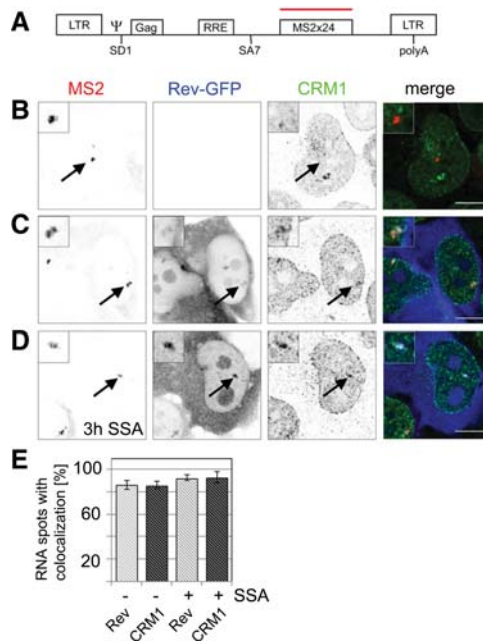 A
LTR Ψ Gag RRE MS2x24 LTR
SD1 SA7 polyA
MS2 Rev-GFP CRM1 merge
B
C
D
3h SSA
E
RNA spots with
colocalization [%]
100
80
60
40
20
- - + + SSA
Rev CRM1 Rev CRM1